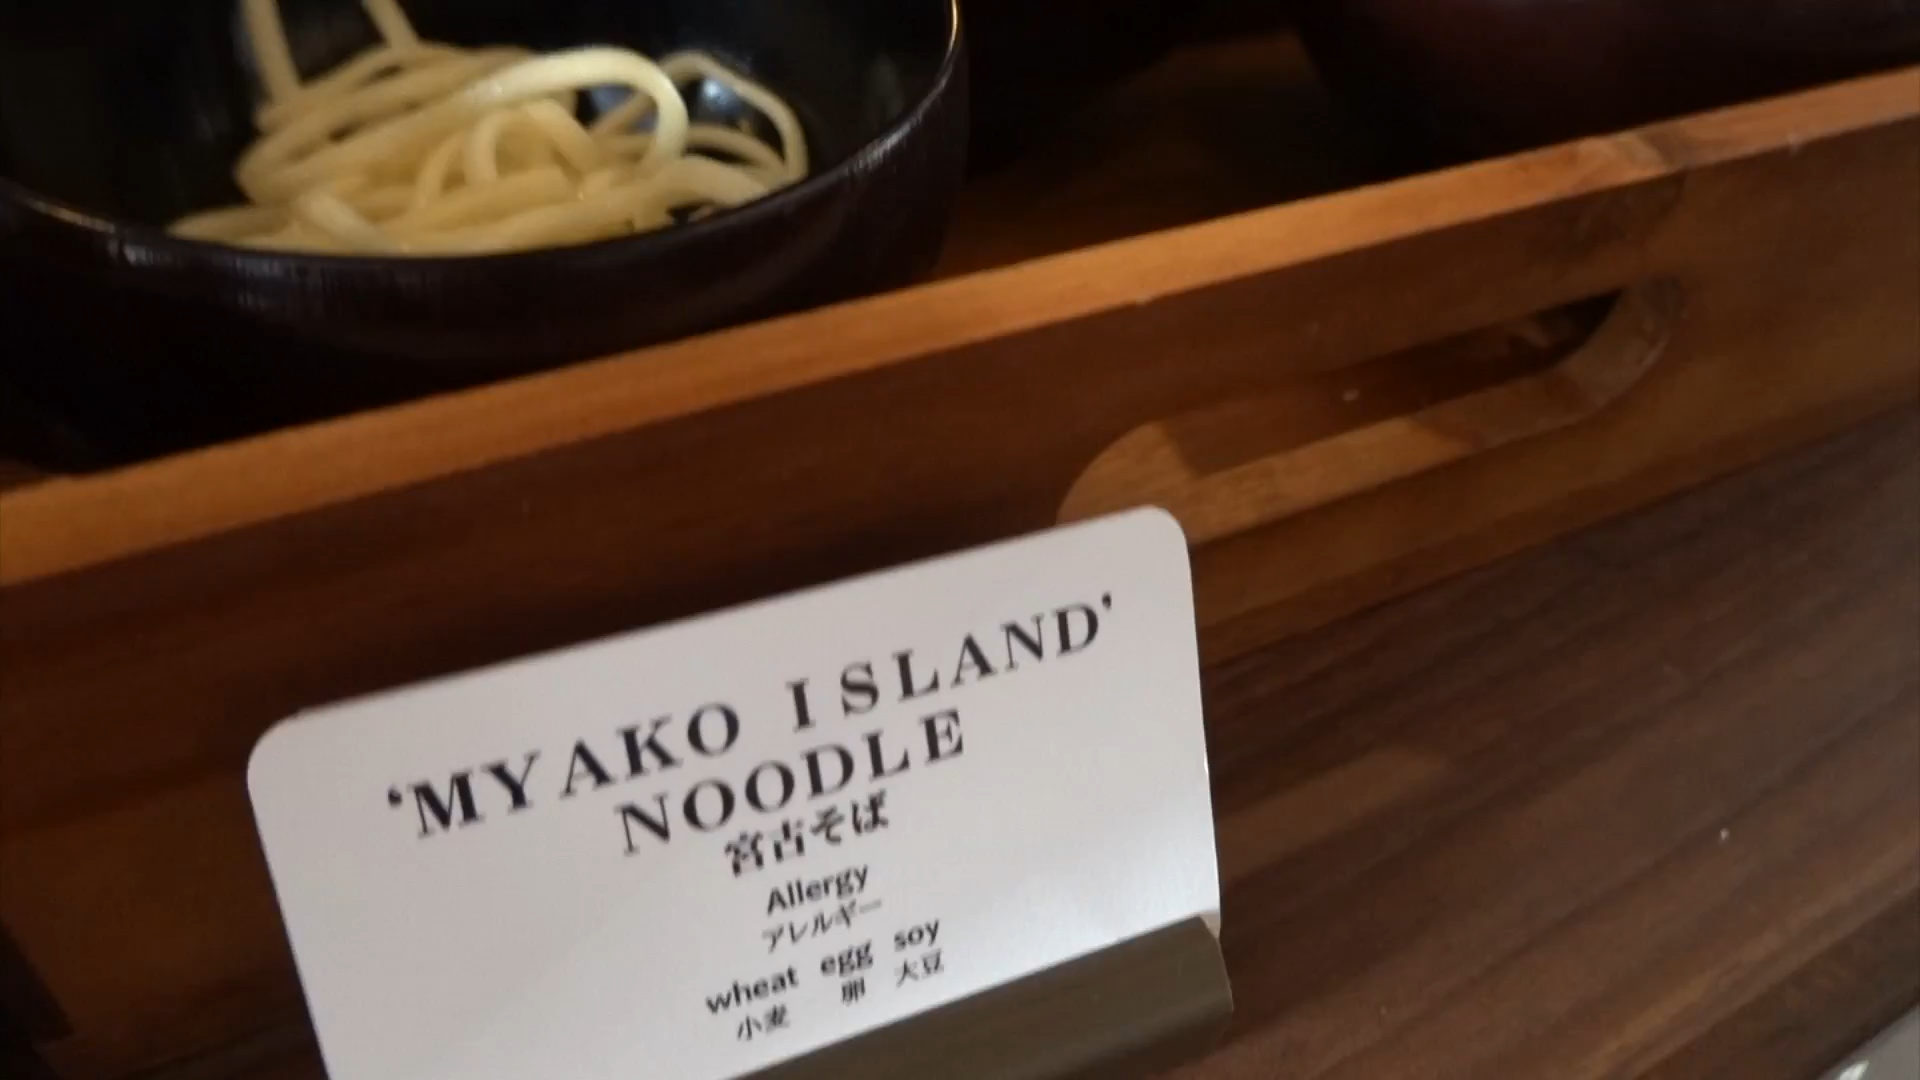 ‘MYAKO ISLAND’
NOODLE
宮古そば
Allergy
アレルギー
wheat egg soy
小麦 卵 大豆